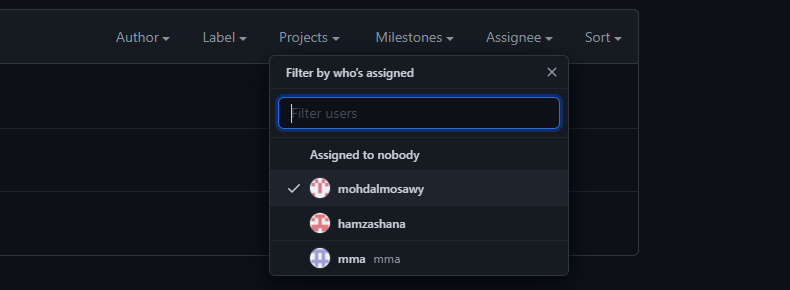 Author Label Projects Milestones Assignee Sort
Filter by who's assigned
Filter users
Assigned to nobody
mohdalmosawy
hamzashana
mma mma